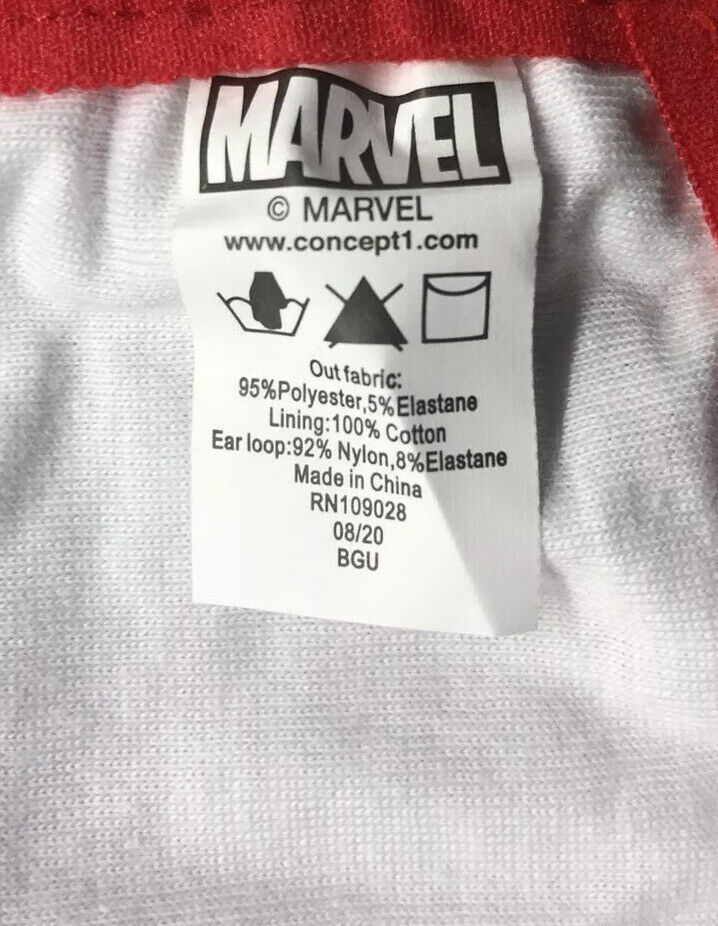 MARVEL
© MARVEL
www.concept1.com
Out fabric:
95%Polyester,5%Elastane
Lining:100% Cotton
Ear loop:92% Nylon,8%Elastane
Made in China
RN109028
08/20
BGU